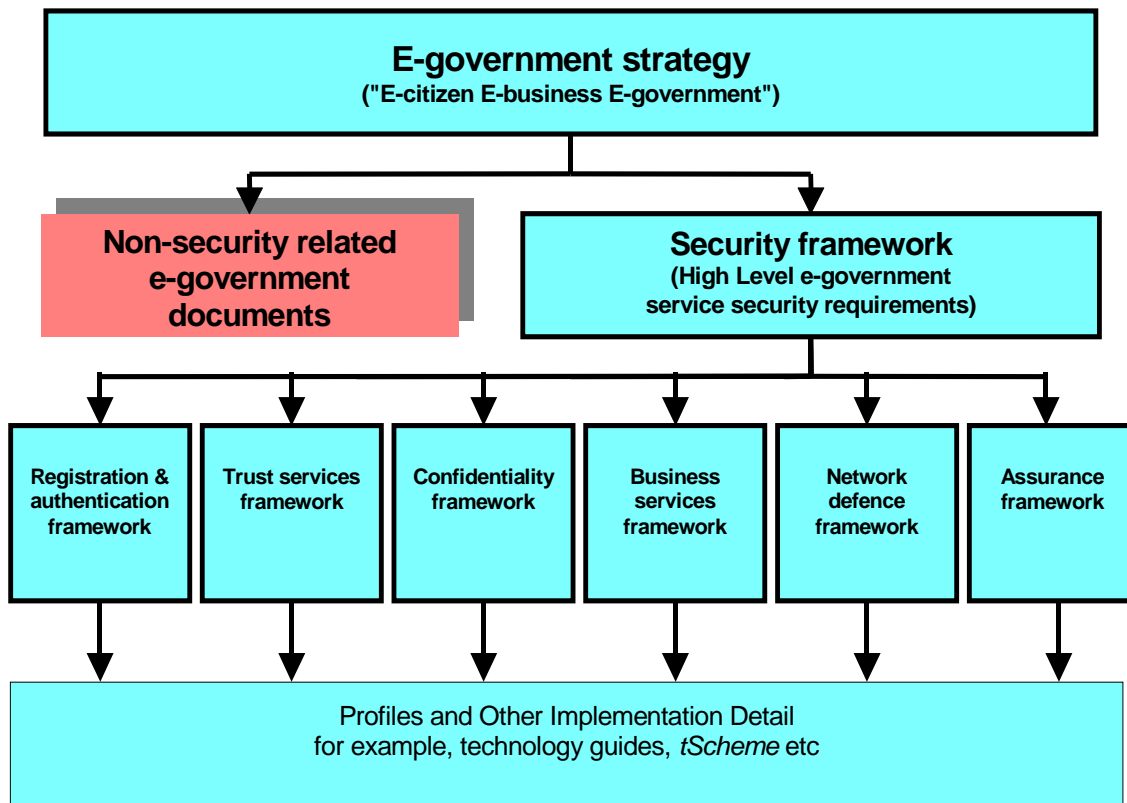 E-government strategy
("E-citizen E-business E-government")
Non-security related
e-government
documents
Security framework
(High Level e-government
service security requirements)
Registration &
authentication
framework
Trust services
framework
Confidentiality
framework
Business
services
framework
Network
defence
framework
Assurance
framework
Profiles and Other Implementation Detail
for example, technology guides, tScheme etc